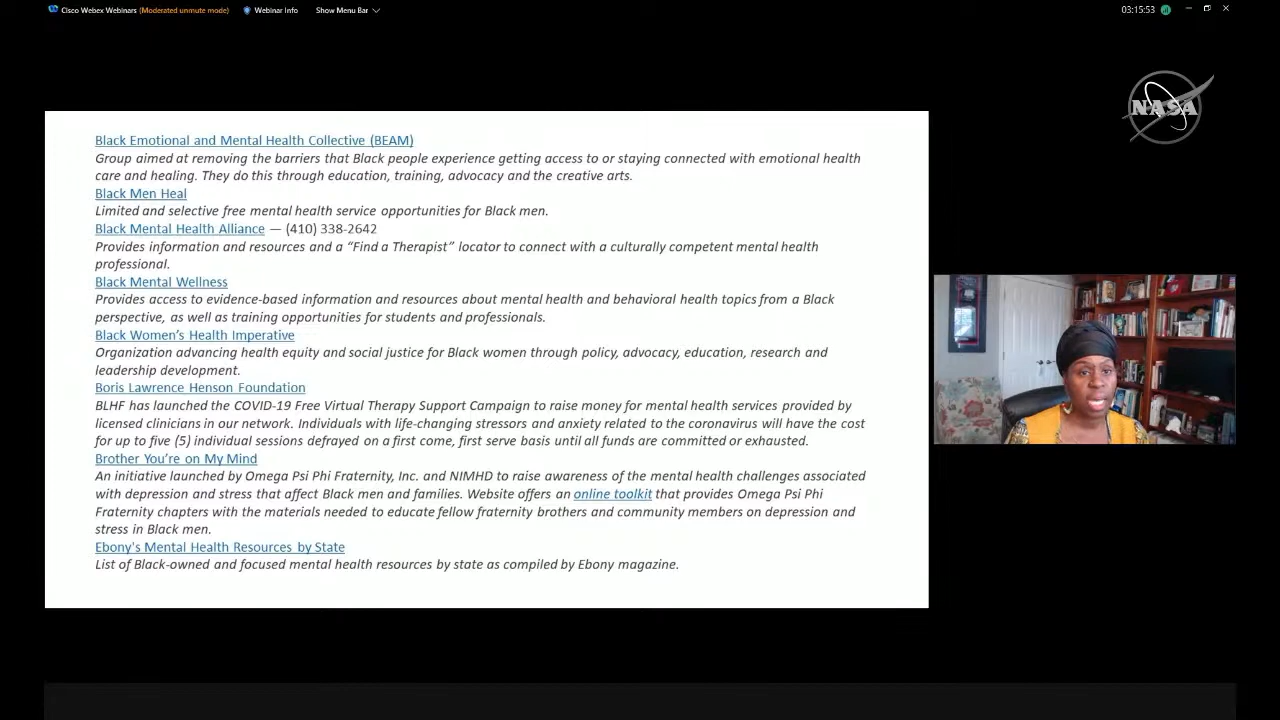 Cisco Webex Webinars (Moderated unmute mode) Webinar Info Show Menu Bar 03:15:53
NASA
Black Emotional and Mental Health Collective (BEAM)
Group aimed at removing the barriers that Black people experience getting access to or staying connected with emotional health
care and healing. They do this through education, training, advocacy and the creative arts.
Black Men Heal
Limited and selective free mental health service opportunities for Black men.
Black Mental Health Alliance — (410) 338-2642
Provides information and resources and a “Find a Therapist” locator to connect with a culturally competent mental health
professional.
Black Mental Wellness
Provides access to evidence-based information and resources about mental health and behavioral health topics from a Black
perspective, as well as training opportunities for students and professionals.
Black Women’s Health Imperative
Organization advancing health equity and social justice for Black women through policy, advocacy, education, research and
leadership development.
Boris Lawrence Henson Foundation
BLHF has launched the COVID-19 Free Virtual Therapy Support Campaign to raise money for mental health services provided by
licensed clinicians in our network. Individuals with life-changing stressors and anxiety related to the coronavirus will have the cost
for up to five (5) individual sessions defrayed on a first come, first serve basis until all funds are committed or exhausted.
Brother You’re on My Mind
An initiative launched by Omega Psi Phi Fraternity, Inc. and NIMHD to raise awareness of the mental health challenges associated
with depression and stress that affect Black men and families. Website offers an online toolkit that provides Omega Psi Phi
Fraternity chapters with the materials needed to educate fellow fraternity brothers and community members on depression and
stress in Black men.
Ebony's Mental Health Resources by State
List of Black-owned and focused mental health resources by state as compiled by Ebony magazine.